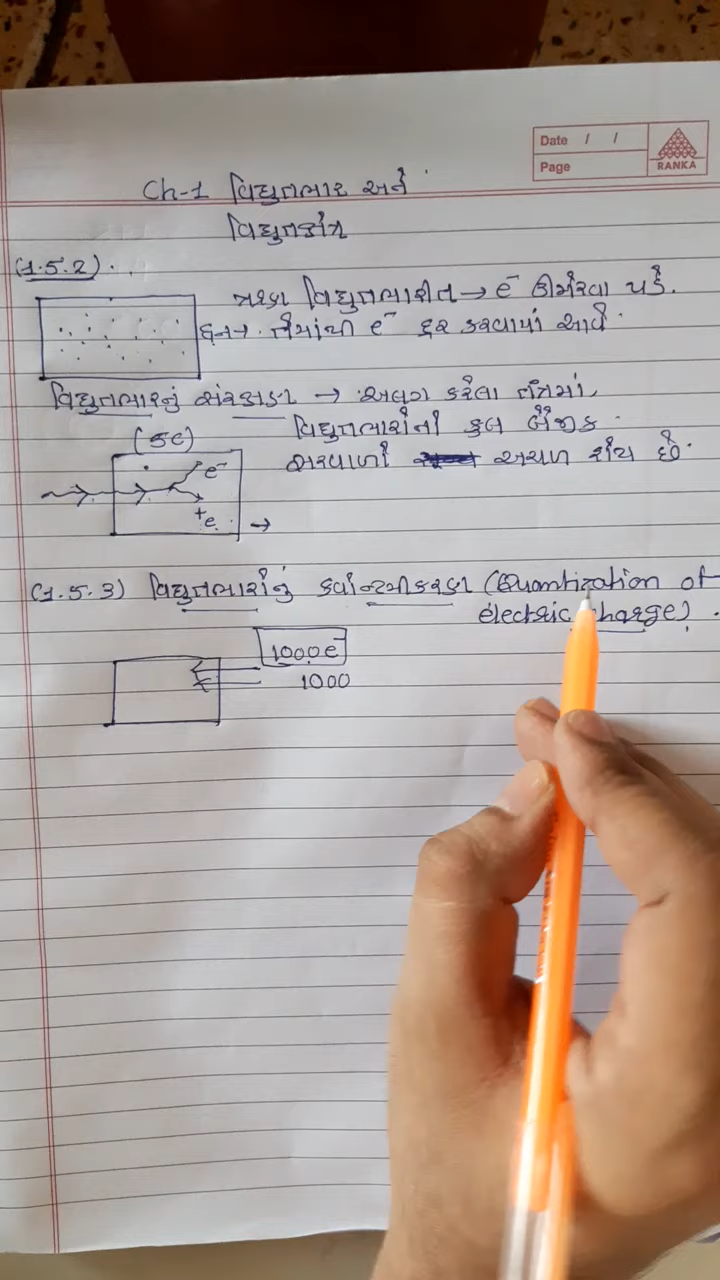 Date / /
Page
RANKA
Ch-1 વિદ્યુતભાર અને
વિદ્યુતક્ષેત્ર
(1.5.2)
ઋણ વિદ્યુતભારીત → e⁻ ઉમેરવા પડે.
ધન → તેમાંથી e⁻ દૂર કરવામાં આવે.
વિદ્યુતભારનું સંરક્ષણ → અલગ કરેલા તંત્રમાં,
વિદ્યુતભારોનો કુલ બૈજીક
સરવાળો અચળ રહે છે.
e⁻
+e
→
(1.5.3) વિદ્યુતભારોનું ક્વોન્ટમીકરણ (Quantization of
electric charge).
1000e⁻
1000